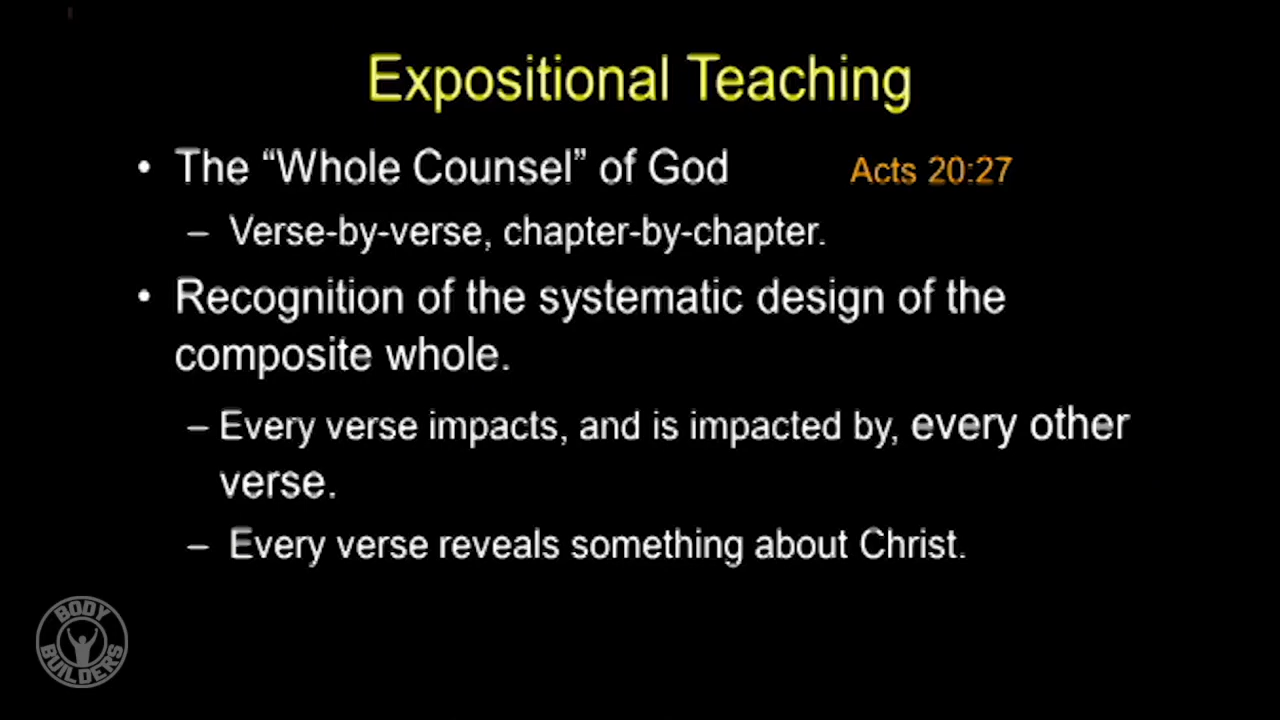 Expositional Teaching
• The “Whole Counsel” of God Acts 20:27
– Verse-by-verse, chapter-by-chapter.
• Recognition of the systematic design of the
composite whole.
– Every verse impacts, and is impacted by, every other
verse.
– Every verse reveals something about Christ.
BODY
BUILDERS